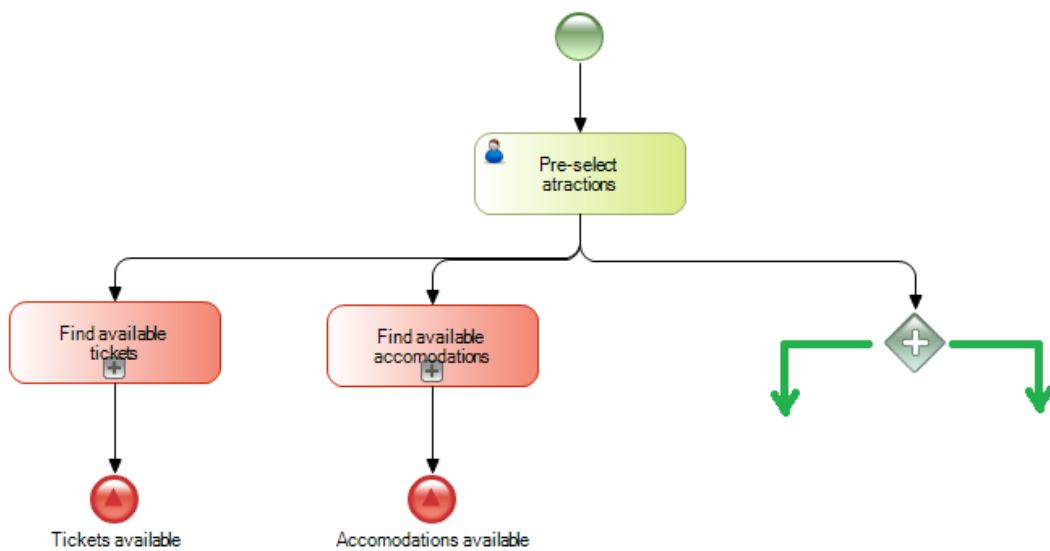 Pre-select
atractions
Find available
tickets
Find available
accomodations
Tickets available
Accomodations available